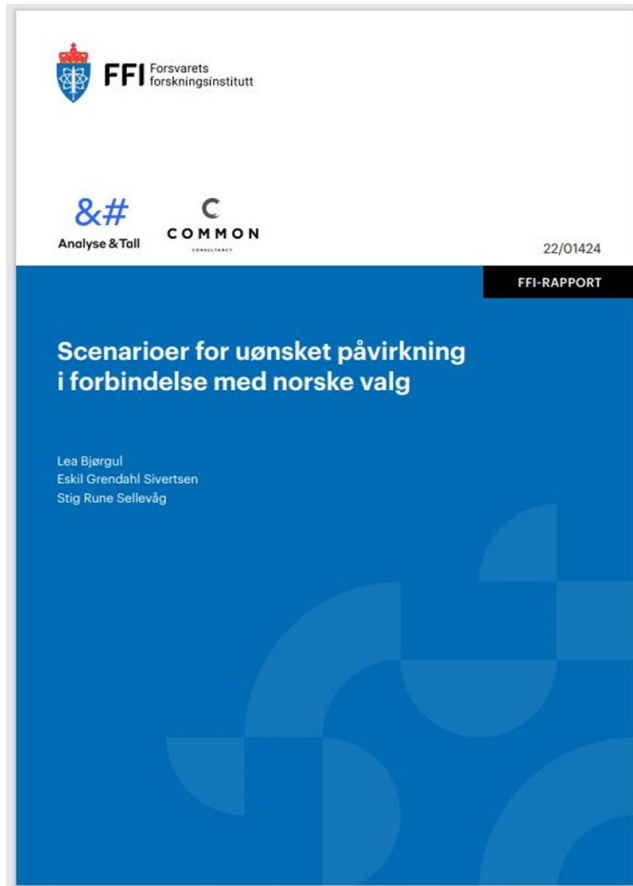 FFI Forsvarets
forskningsinstitutt
&#
Analyse & Tall
C
COMMON
CONSULTANCY
22/01424
FFI-RAPPORT
Scenarioer for uønsket påvirkning
i forbindelse med norske valg
Lea Bjørgul
Eskil Grendahl Sivertsen
Stig Rune Sellevåg